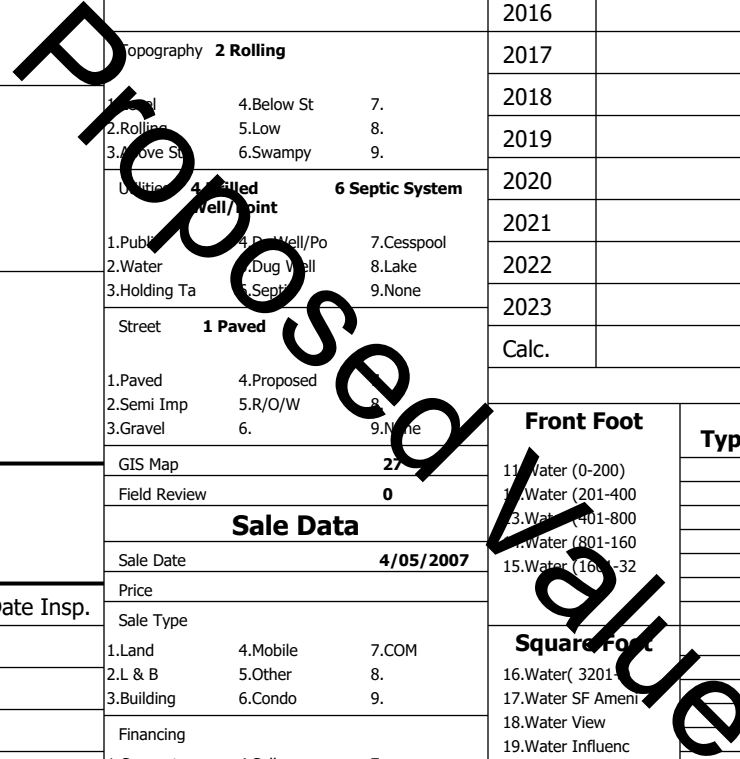 Proposed Value
Topography 2 Rolling
4.Below St 7.
2.Rolling 5.Low 8.
3.Above St 6.Swampy 9.
Utilities 4 Drilled 6 Septic System
Well/Point
4.Dr Well/Po 7.Cesspool
2.Water Dug Well 8.Lake
3.Holding Ta 9.None
Street 1 Paved
1.Paved 4.Proposed
2.Semi Imp 5.R/O/W 8.
3.Gravel 6. 9.None
GIS Map 27
Field Review 0
Sale Data
Sale Date 4/05/2007
Price
Sale Type
1.Land 4.Mobile 7.COM
2.L & B 5.Other 8.
3.Building 6.Condo 9.
Financing
Date Insp.
2016
2017
2018
2019
2020
2021
2022
2023
Calc.
Front Foot
Typ
11.Water (0-200)
12.Water (201-400
13.Water (401-800
14.Water (801-160
15.Water (1601-32
Square Foot
16.Water( 3201-
17.Water SF Ameni
18.Water View
19.Water Influenc